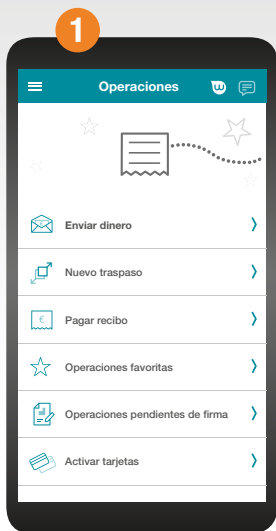 1
Operaciones
Enviar dinero
Nuevo traspaso
€ Pagar recibo
Operaciones favoritas
Operaciones pendientes de firma
Activar tarjetas